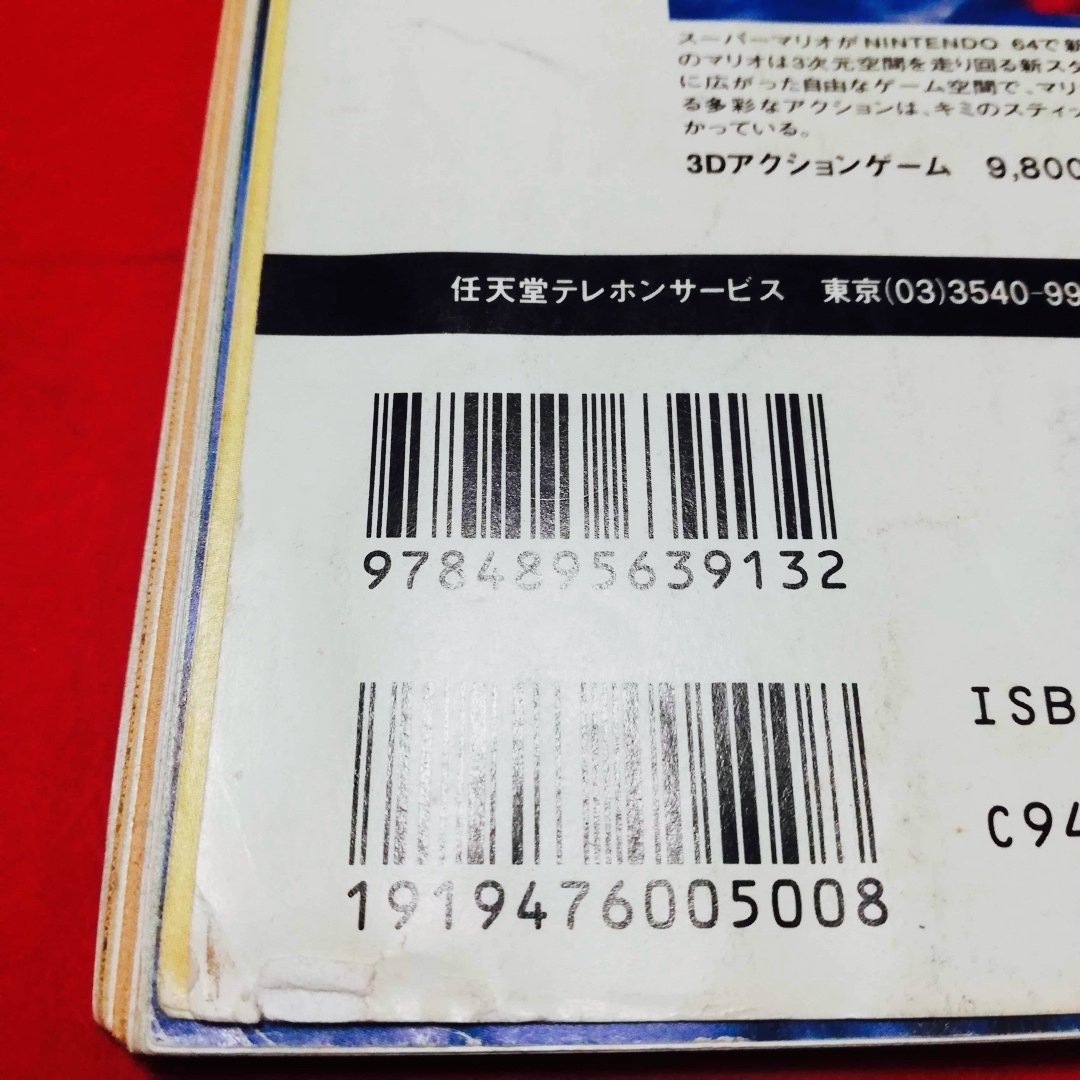 スーパーマリオがNINTENDO 64で新
のマリオは3次元空間を走り回る新スタ
に広がった自由なゲーム空間で、マリ
る多彩なアクションは、キミのスティッ
かっている。
3Dアクションゲーム 9,800
任天堂テレホンサービス 東京(03)3540-99
9784895639132
ISB
C94
1919476005008